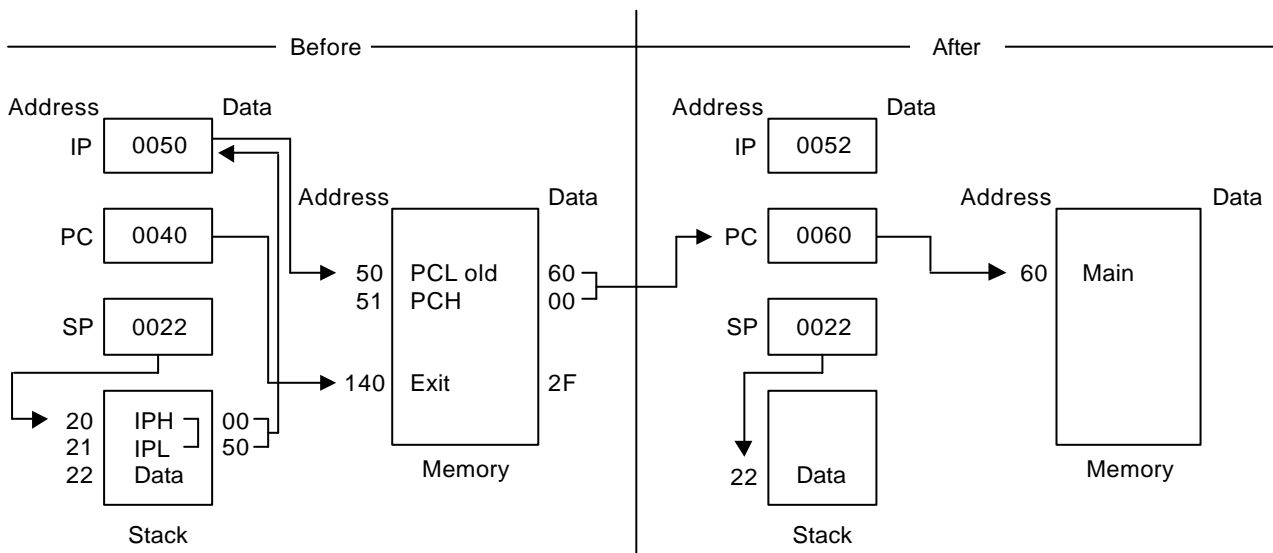 Before
Address Data
IP 0050
PC 0040
SP 0022
20 IPH 00
21 IPL 50
22 Data
Stack
Address Data
50 PCL old 60
51 PCH 00
140 Exit 2F
Memory
After
Address Data
IP 0052
PC 0060
SP 0022
22 Data
Stack
Address Data
60 Main
Memory